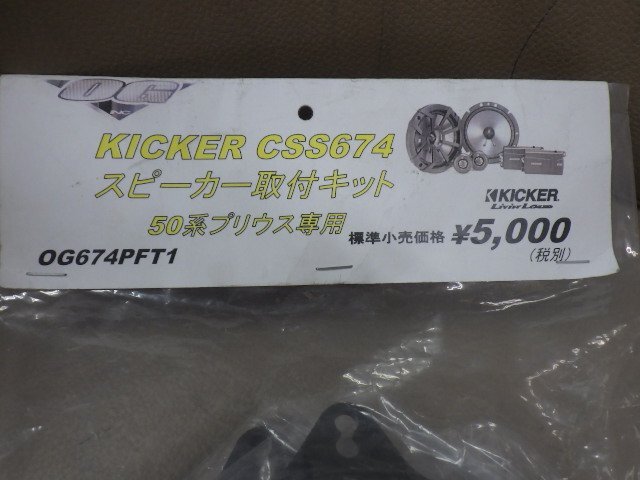 OG
INC
KICKER CSS674
スピーカー取付キット
50系プリウス専用
KICKER
Livin' Loud
OG674PFT1
標準小売価格 ¥5,000
(税別)